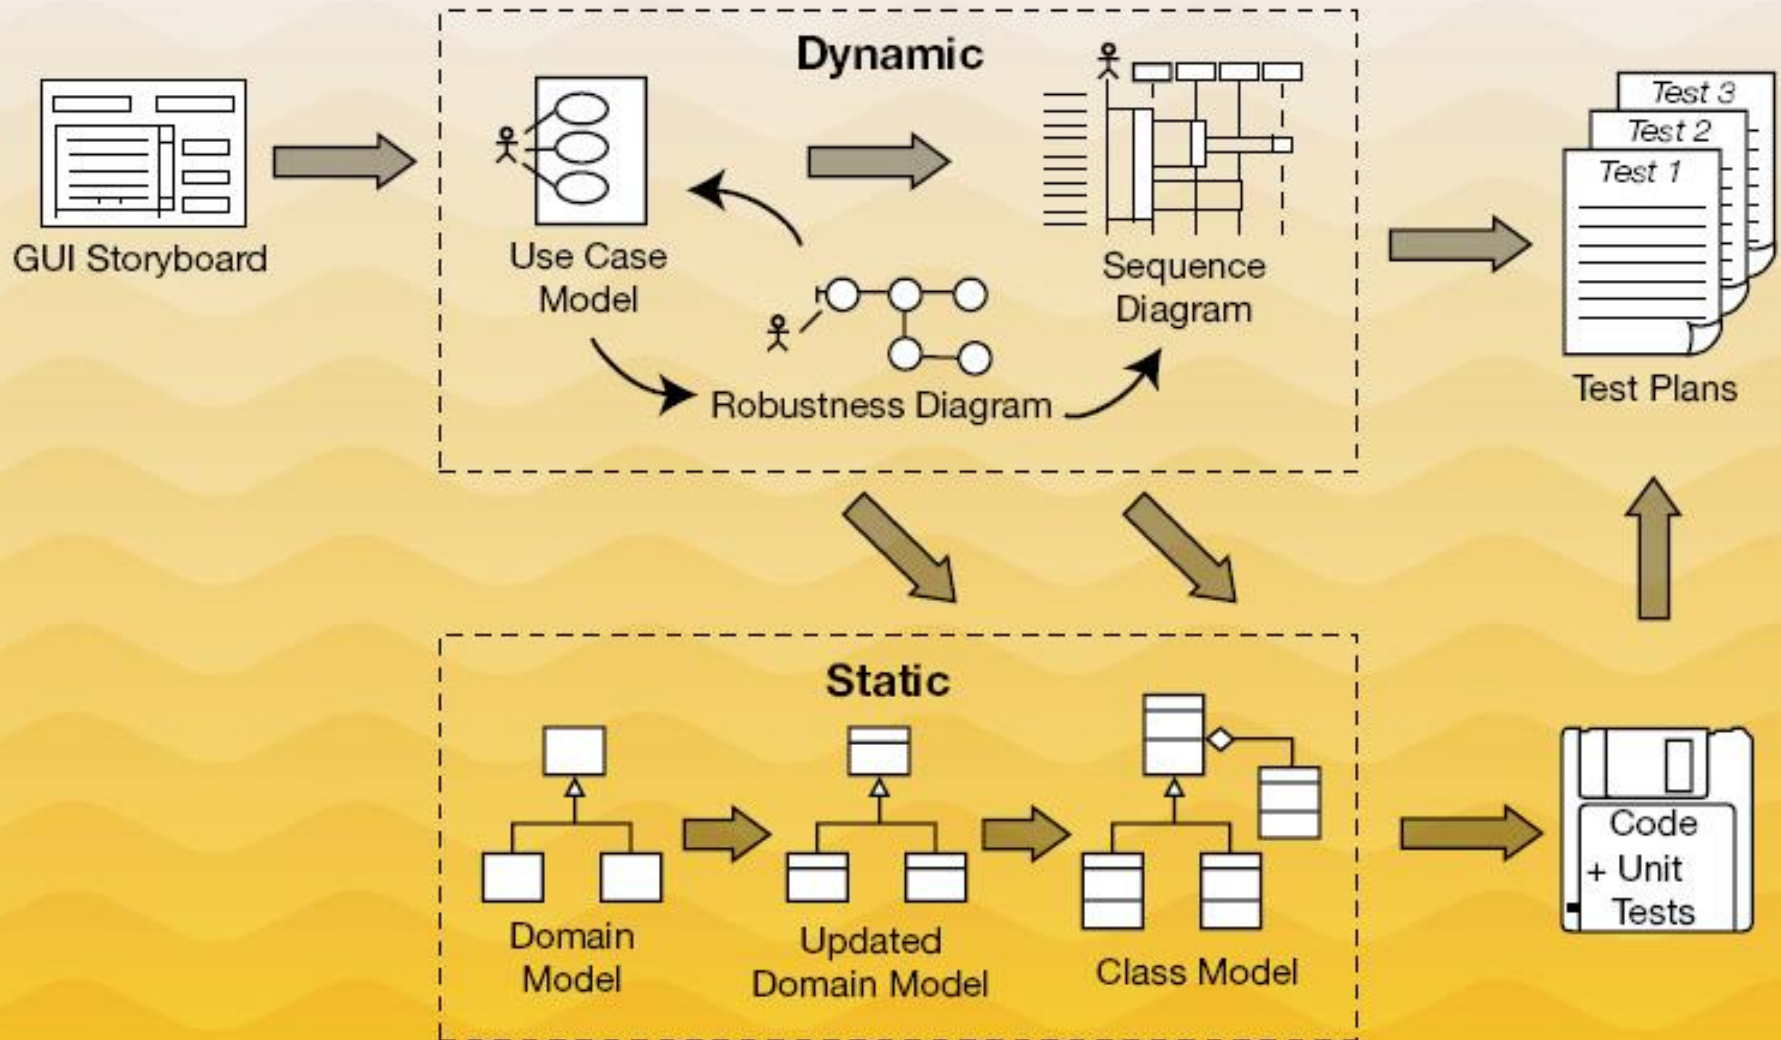 Dynamic
GUI Storyboard
Use Case
Model
Robustness Diagram
Sequence
Diagram
Test 3
Test 2
Test 1
Test Plans
Static
Domain
Model
Updated
Domain Model
Class Model
Code
+ Unit
Tests